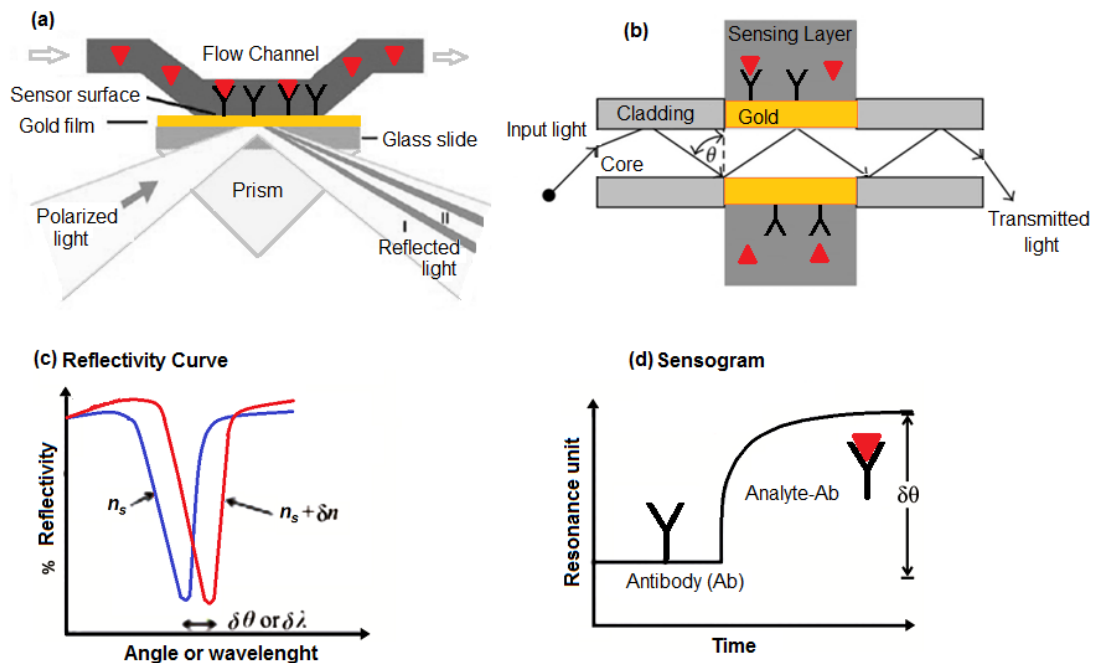 (a)
Flow Channel
Sensor surface
Gold film
Glass slide
Prism
Polarized
light
I
II
Reflected
light
(b)
Sensing Layer
Cladding
Gold
Input light
θ
Core
Transmitted
light
(c) Reflectivity Curve
% Reflectivity
nₛ
nₛ + δn
δθ or δλ
Angle or wavelenght
(d) Sensogram
Resonance unit
Analyte-Ab
δθ
Antibody (Ab)
Time